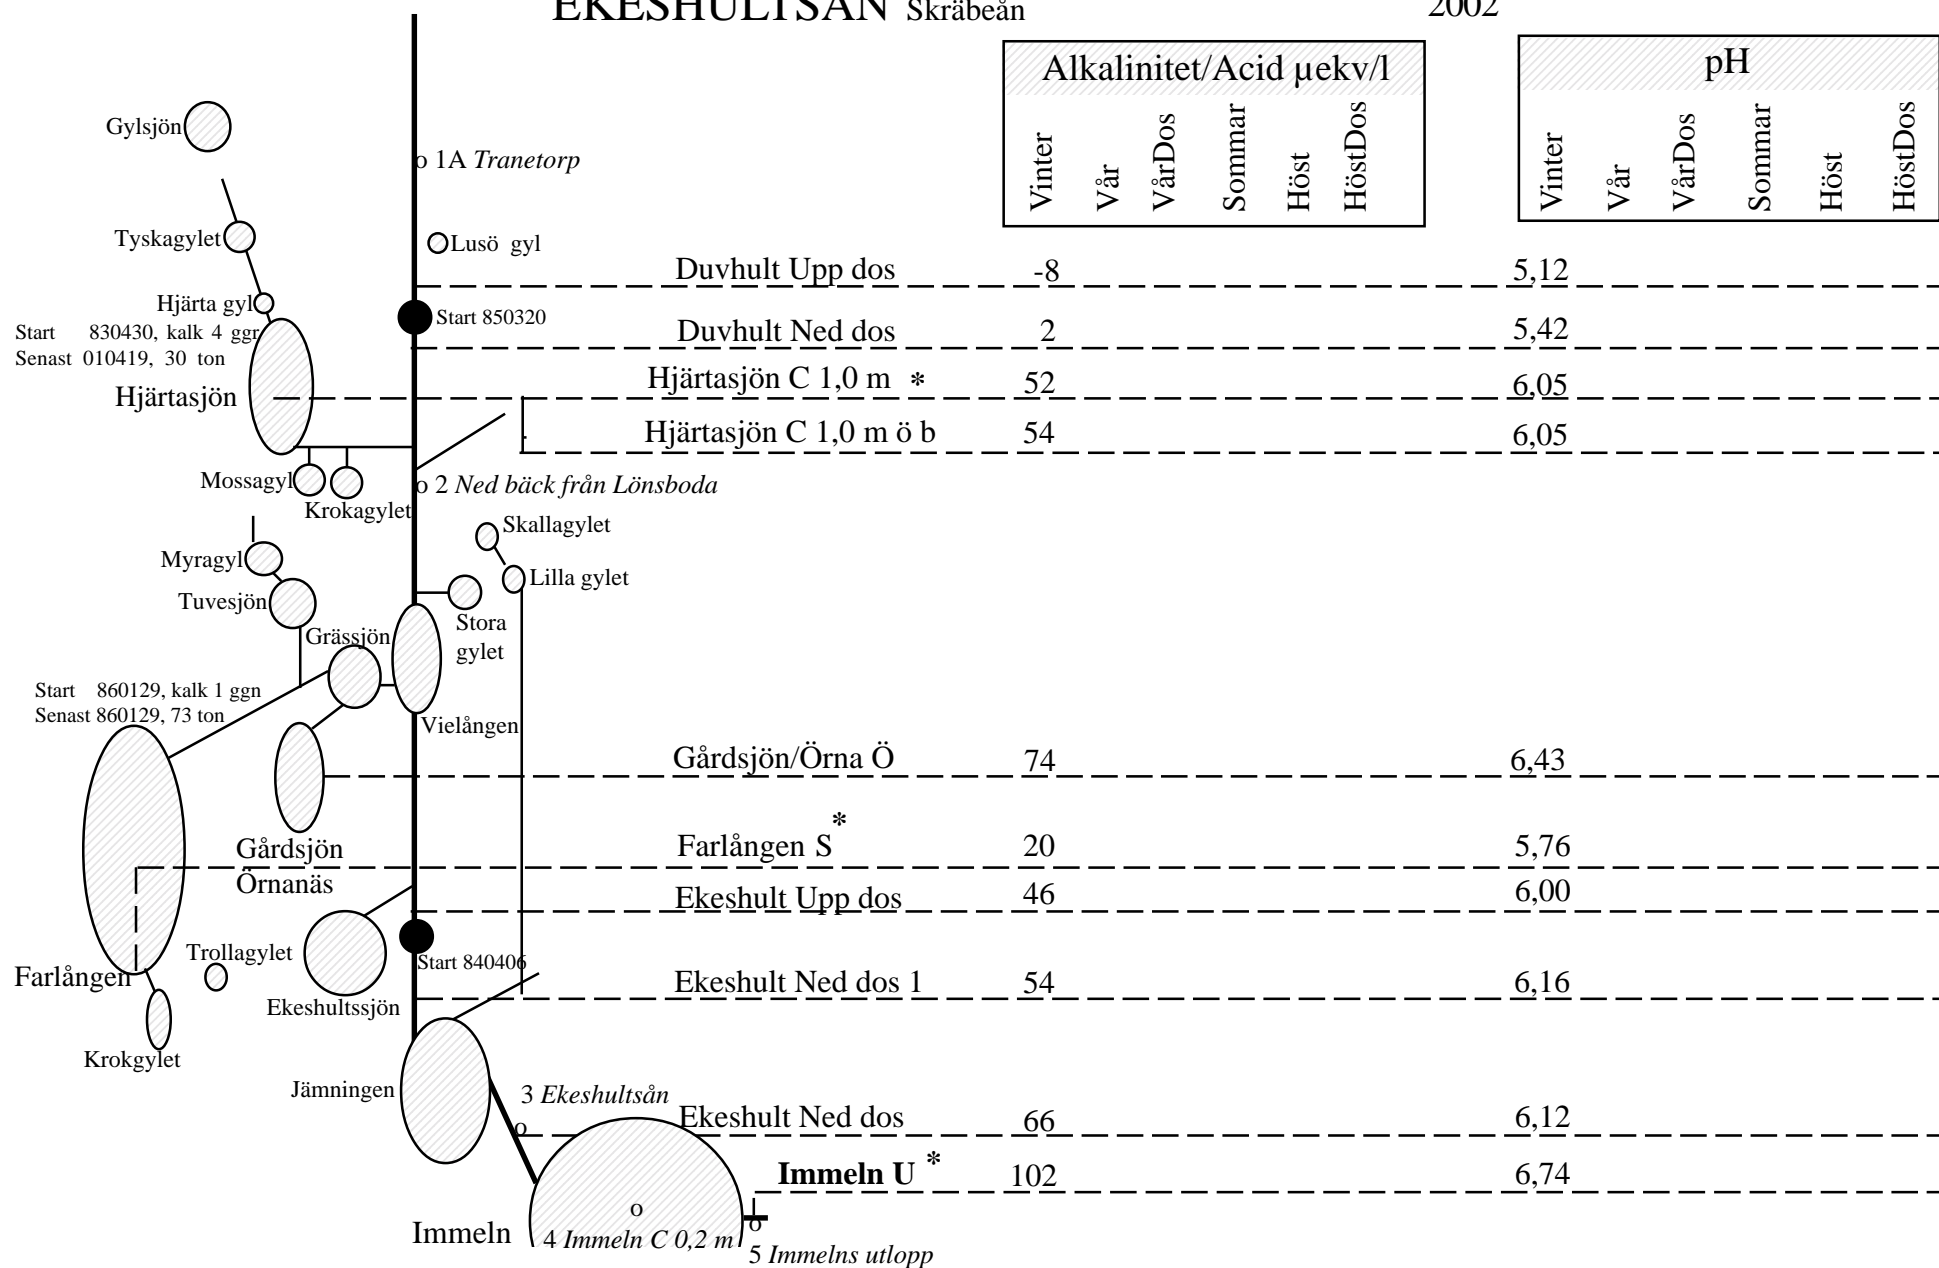 EKESHULTSÅN Skräbeån 2002
Alkalinitet/Acid µekv/l
Vinter Vår VårDos Sommar Höst HöstDos
pH
Vinter Vår VårDos Sommar Höst HöstDos
Gylsjön
o 1A Tranetorp
Tyskagylet
Lusö gyl
Duvhult Upp dos -8 5,12
Hjärta gyl
Start 830430, kalk 4 ggr
Senast 010419, 30 ton
Start 850320
Duvhult Ned dos 2 5,42
Hjärtasjön
Hjärtasjön C 1,0 m * 52 6,05
Hjärtasjön C 1,0 m ö b 54 6,05
Mossagyl
Krokagylet
o 2 Ned bäck från Lönsboda
Skallagylet
Myragyl
Lilla gylet
Tuvesjön
Stora
gylet
Grässjön
Start 860129, kalk 1 ggn
Senast 860129, 73 ton
Vielången
Gårdsjön/Örna Ö 74 6,43
Gårdsjön
Örnanäs
Farlången S * 20 5,76
Ekeshult Upp dos 46 6,00
Trollagylet
Start 840406
Farlången
Ekeshult Ned dos 1 54 6,16
Ekeshultssjön
Krokgylet
Jämningen
3 Ekeshultsån
o
Ekeshult Ned dos 66 6,12
Immeln U * 102 6,74
Immeln
o
4 Immeln C 0,2 m
o
5 Immelns utlopp